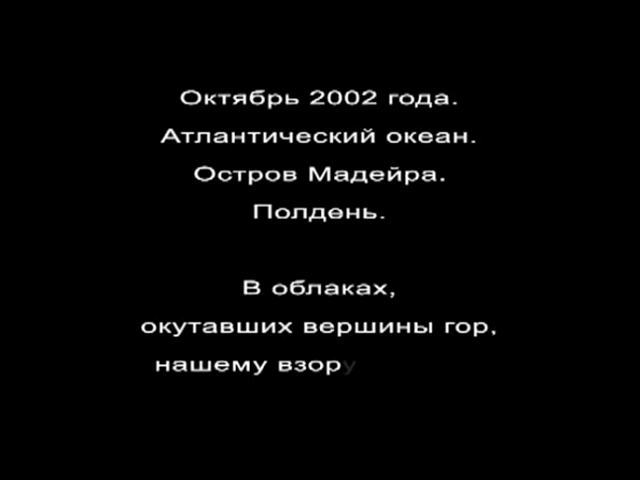 Октябрь 2002 года.
Атлантический океан.
Остров Мадейра.
Полдень.
В облаках,
окутавших вершины гор,
нашему взору